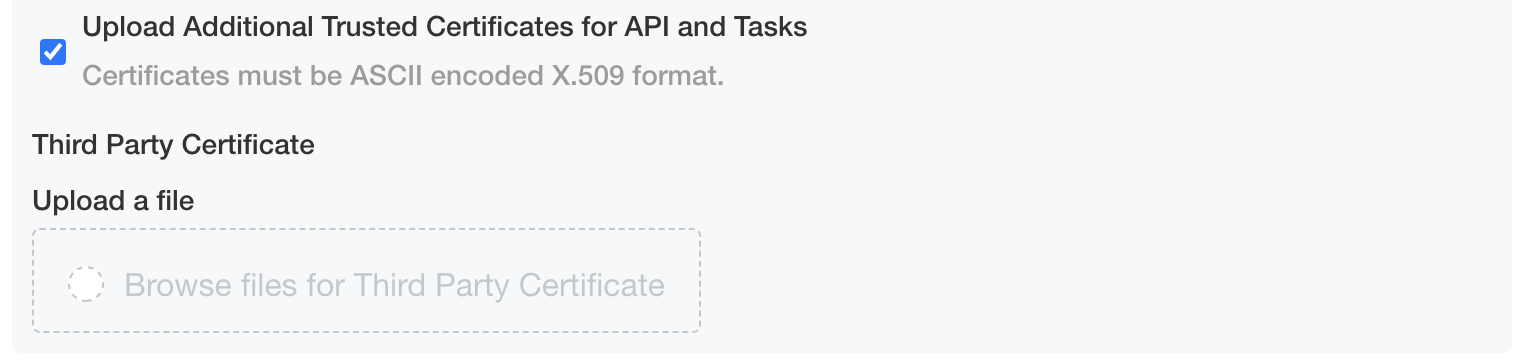 Upload Additional Trusted Certificates for API and Tasks
Certificates must be ASCII encoded X.509 format.
Third Party Certificate
Upload a file
Browse files for Third Party Certificate